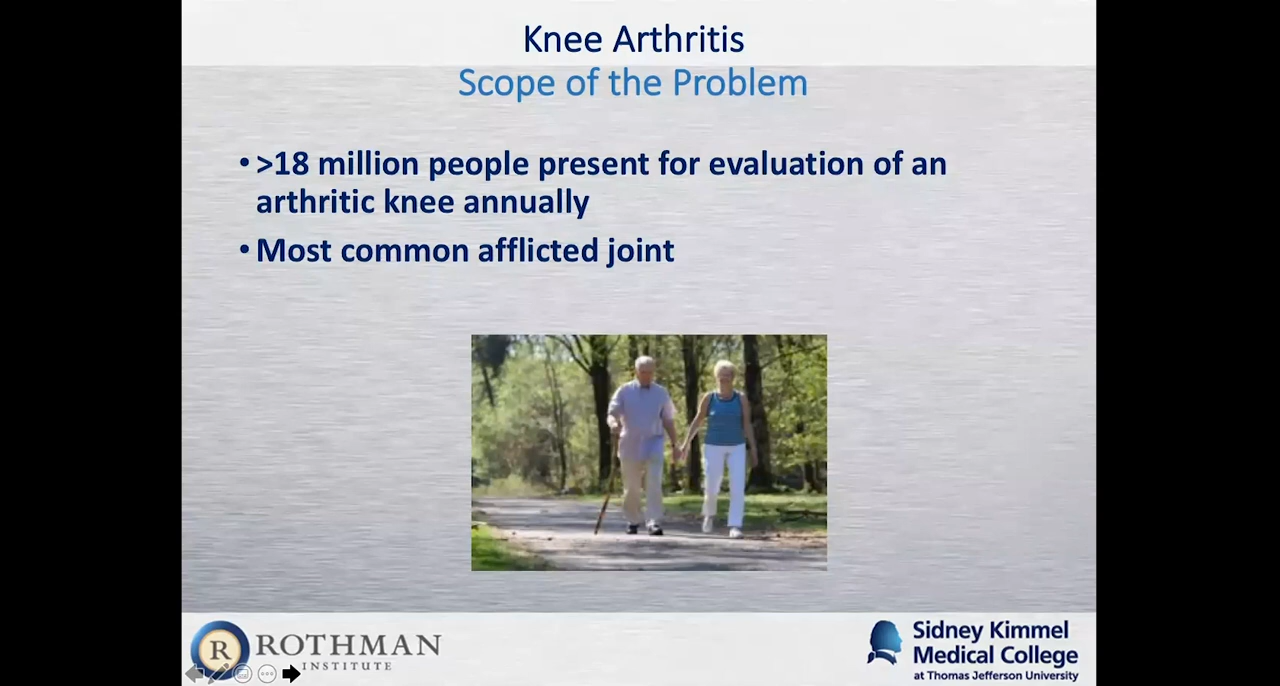 Knee Arthritis
Scope of the Problem
• >18 million people present for evaluation of an
arthritic knee annually
• Most common afflicted joint
R
ROTHMAN
INSTITUTE
Sidney Kimmel
Medical College
at Thomas Jefferson University